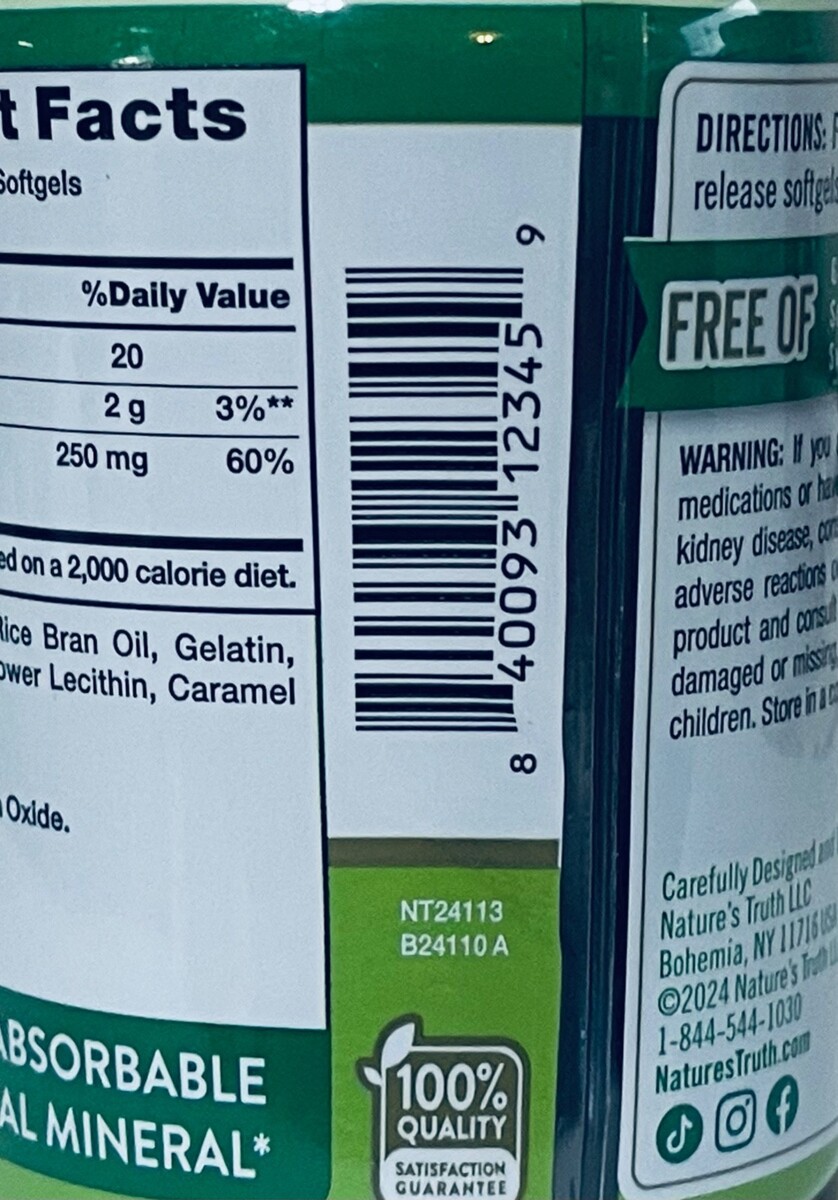 t Facts
Softgels
%Daily Value
20
2 g 3%**
250 mg 60%
ed on a 2,000 calorie diet.
Rice Bran Oil, Gelatin,
ower Lecithin, Caramel
Oxide.
ABSORBABLE
AL MINERAL*
8 40093 12345 9
NT24113
B24110 A
100%
QUALITY
SATISFACTION
GUARANTEE
DIRECTIONS: F
release softgels
FREE OF
WARNING: If you
medications or
kidney disease,
adverse reactions
product and
damaged or missing
children. Store in a
Carefully Designed and
Nature's Truth LLC
Bohemia, NY 11716 USA
©2024 Nature's Truth
1-844-544-1030
NaturesTruth.com